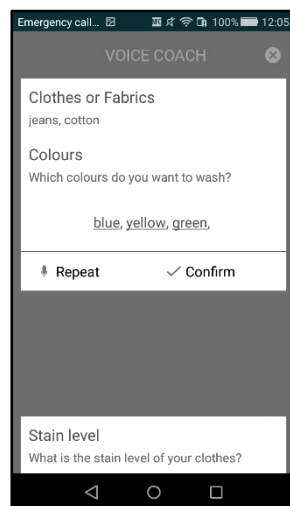 Emergency call... 100% 12:05
VOICE COACH
Clothes or Fabrics
jeans, cotton
Colours
Which colours do you want to wash?
blue, yellow, green,
Repeat Confirm
Stain level
What is the stain level of your clothes?